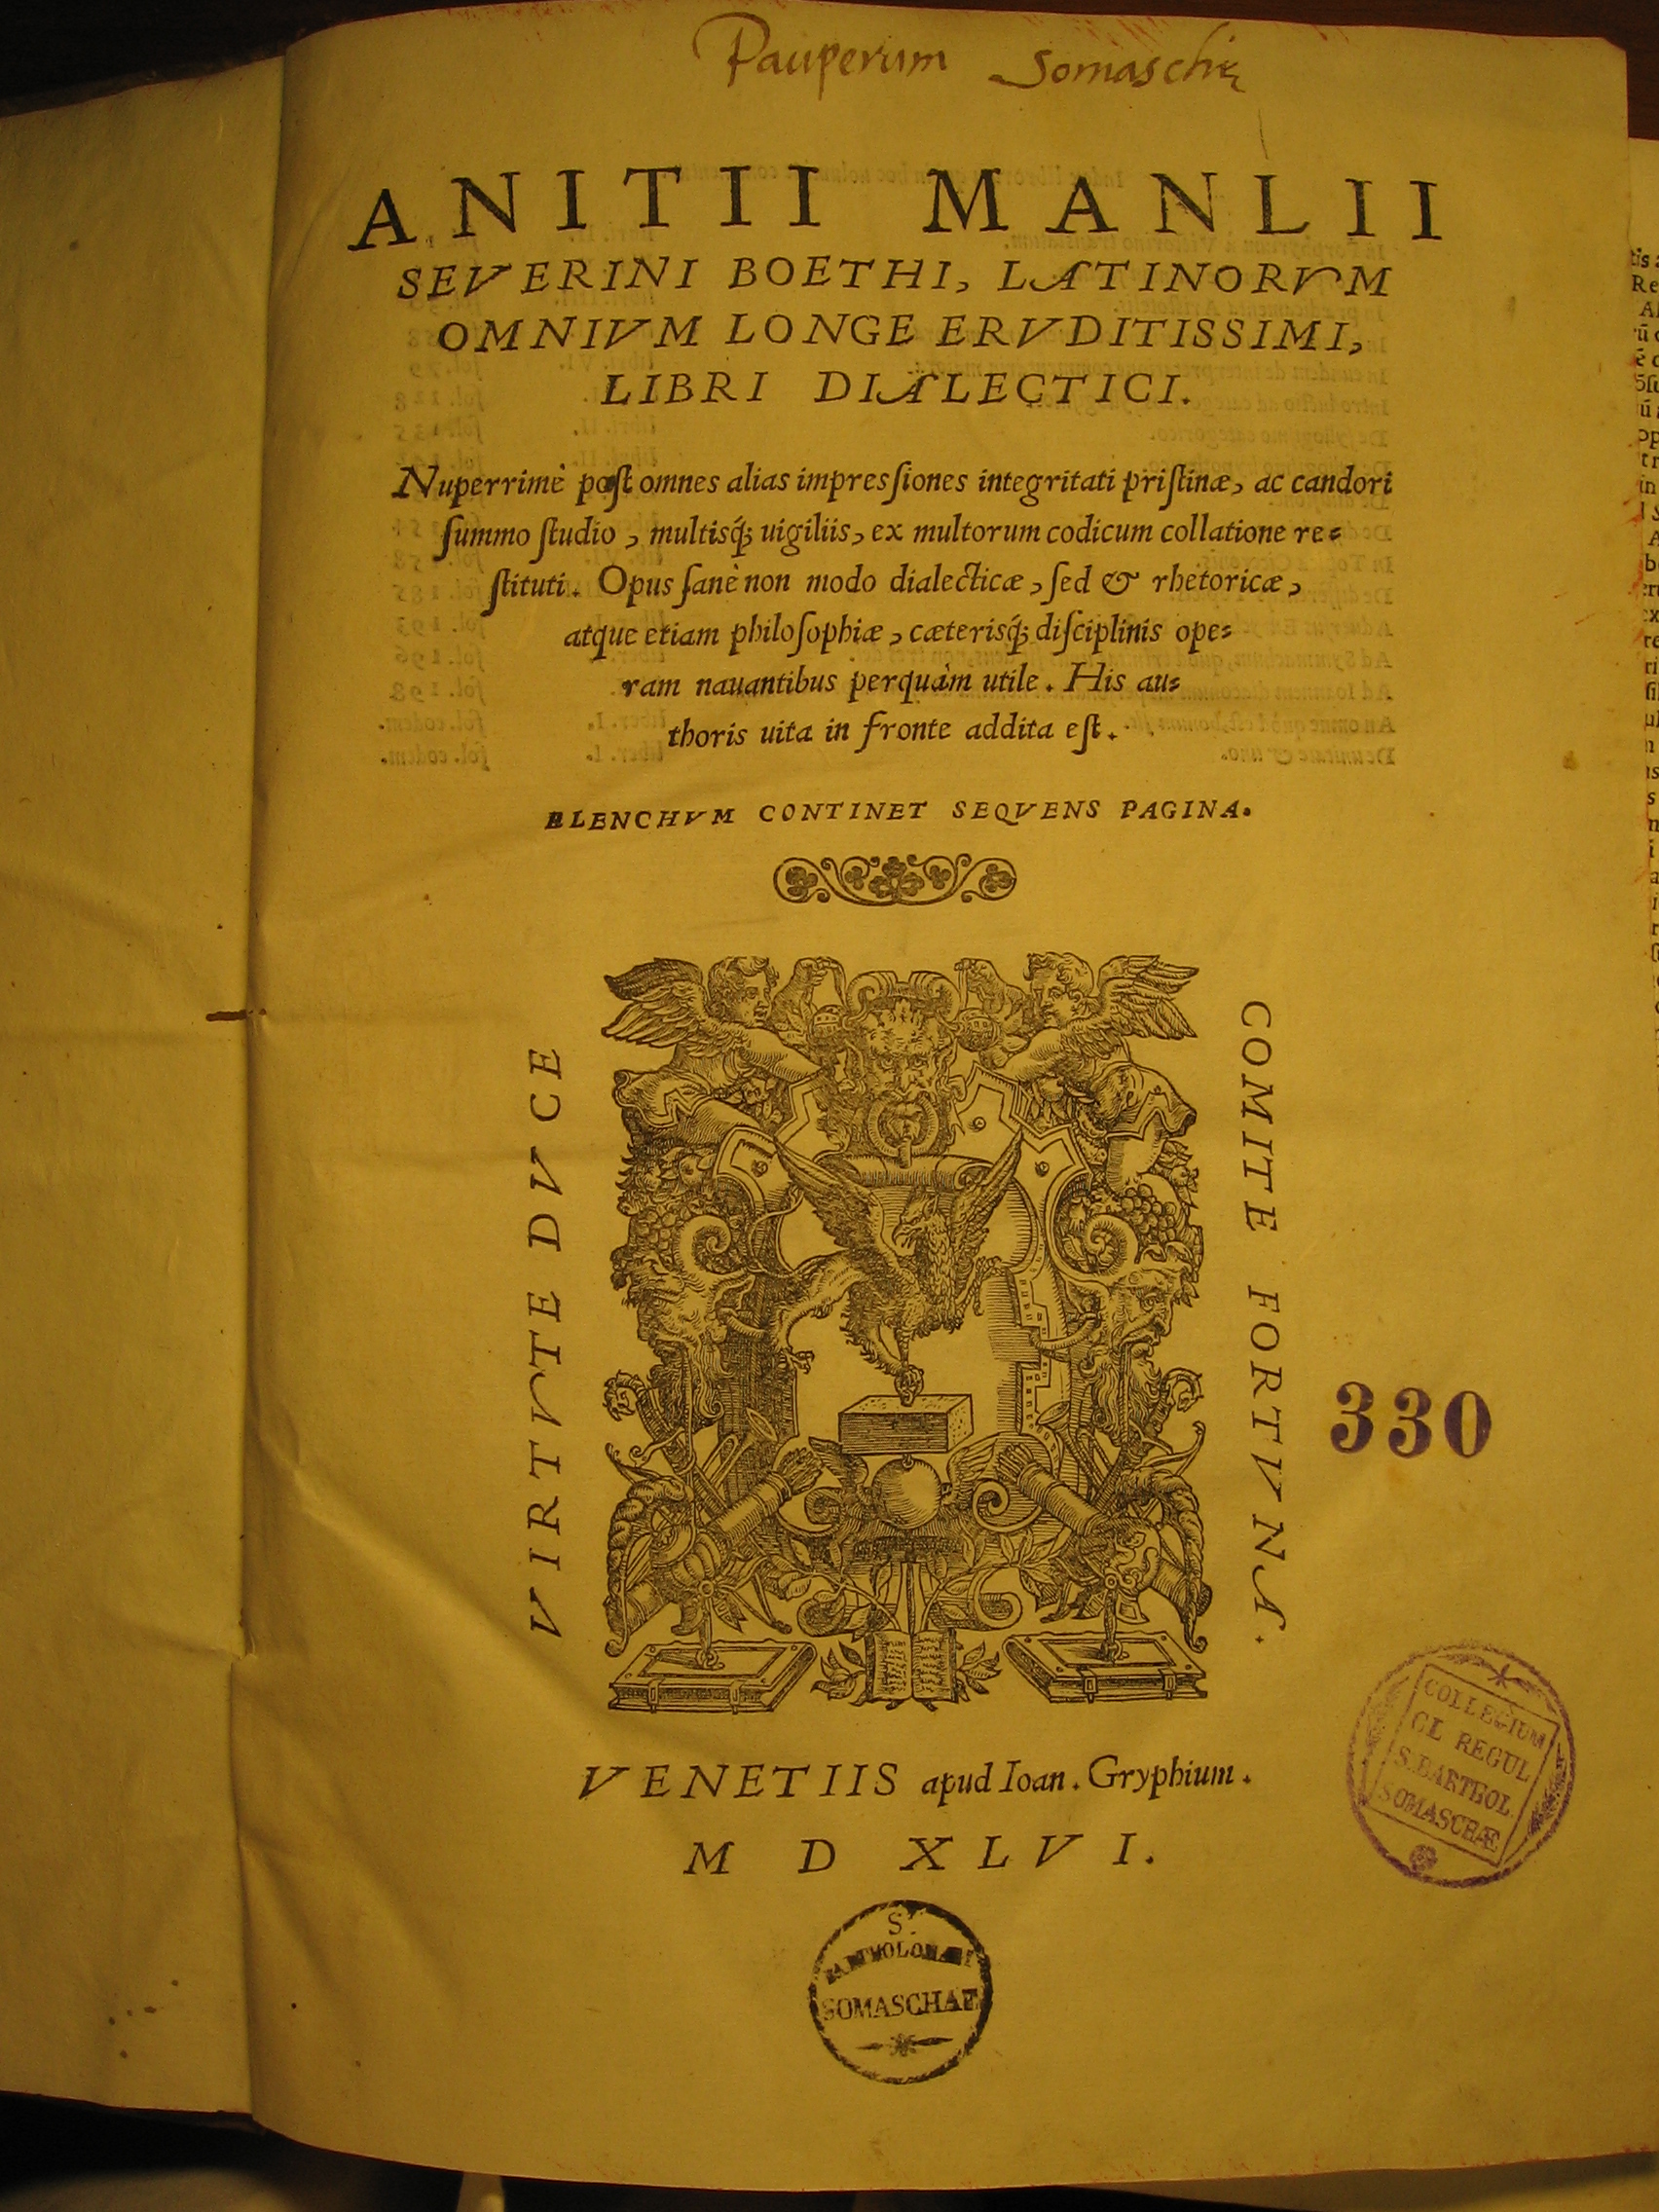 Pauperum Somaschę
ANITII MANLII
SEVERINI BOETHI, LATINORVM
OMNIVM LONGE ERVDITISSIMI,
LIBRI DIALECTICI.
Nuperrimè post omnes alias impreſsiones integritati priſtinæ, ac candori
ſummo ſtudio, multisq́; uigiliis, ex multorum codicum collatione re-
ſtituti. Opus ſanè non modo dialecticæ, ſed & rhetoricæ,
atque etiam philoſophiæ, cæterisq́; diſciplinis ope-
ram nauantibus perquàm utile. His au-
thoris uita in fronte addita eſt.
ELENCHVM CONTINET SEQVENS PAGINA.
VIRTVTE DVCE
COMITE FORTVNA.
330
VENETIIS apud Ioan. Gryphium.
M D XLVI.
COLLEGIUM
CL REGUL
S. BARTHOL.
SOMASCHÆ
S.
BARTHOLOMAEI
SOMASCHAE